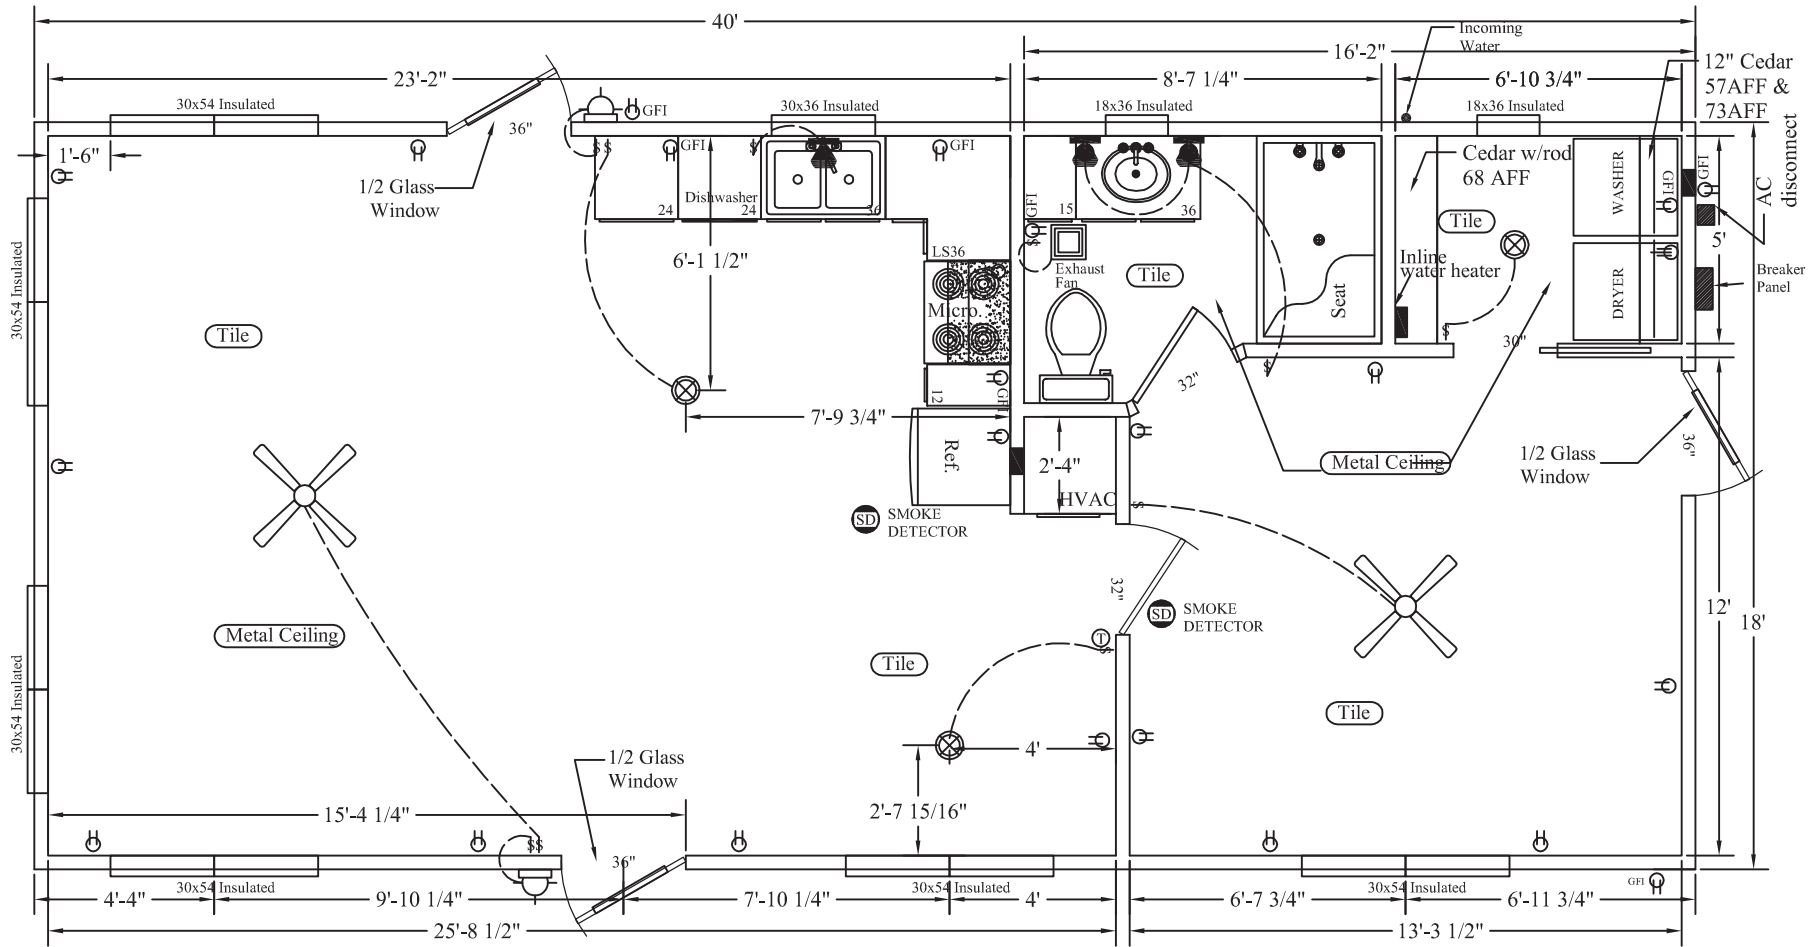 40'
Incoming
Water
16'-2"
23'-2"
8'-7 1/4"
6'-10 3/4"
12" Cedar
57AFF &
73AFF
30x54 Insulated
30x36 Insulated
18x36 Insulated
18x36 Insulated
GFI
36"
1'-6"
1/2 Glass
Window
$$
GFI
$
GFI
$
Cedar w/rod
68 AFF
WASHER
GFI
GFI
AC
disconnect
Dishwasher
24
24
36
GFI
15
36
Tile
5'
6'-1 1/2"
LS36
$
Exhaust
Fan
Tile
Inline
water heater
Breaker
Panel
30x54 Insulated
Micro.
Seat
DRYER
Tile
$
30"
$
32"
12
GFI
7'-9 3/4"
Ref.
2'-4"
HVAC
$
Metal Ceiling
1/2 Glass
Window
36"
SD
SMOKE
DETECTOR
32"
SD
SMOKE
DETECTOR
12'
18'
Metal Ceiling
T
$
Tile
30x54 Insulated
Tile
4'
1/2 Glass
Window
15'-4 1/4"
2'-7 15/16"
$$
36"
30x54 Insulated
30x54 Insulated
30x54 Insulated
GFI
4'-4"
9'-10 1/4"
7'-10 1/4"
4'
6'-7 3/4"
6'-11 3/4"
25'-8 1/2"
13'-3 1/2"